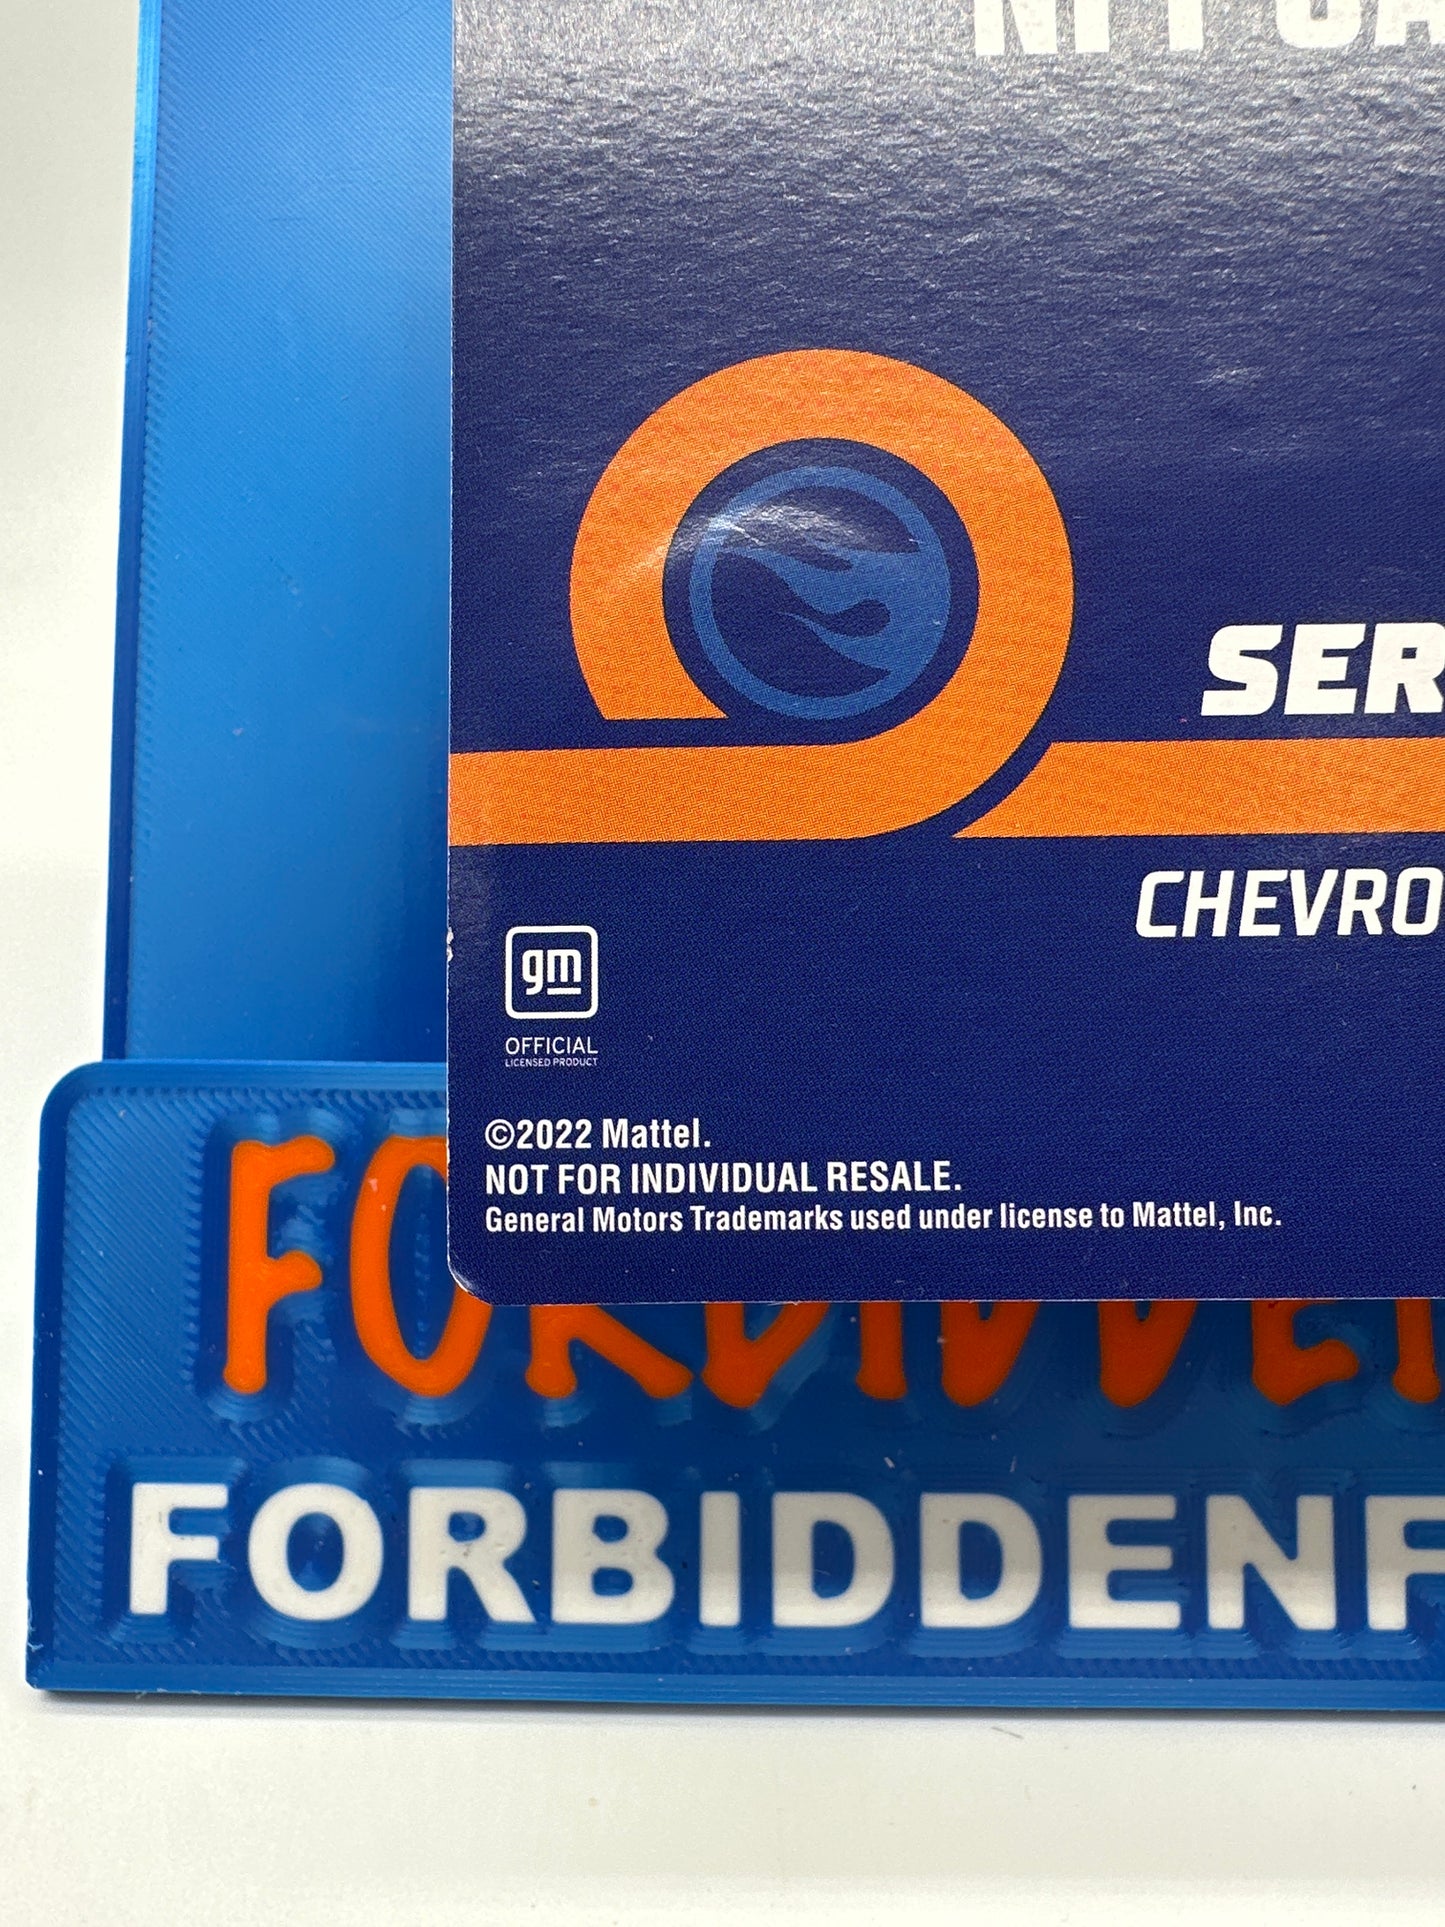 SER
CHEVRO
gm
OFFICIAL
LICENSED PRODUCT
©2022 Mattel.
NOT FOR INDIVIDUAL RESALE.
General Motors Trademarks used under license to Mattel, Inc.
FORBIDDE
FORBIDDENF